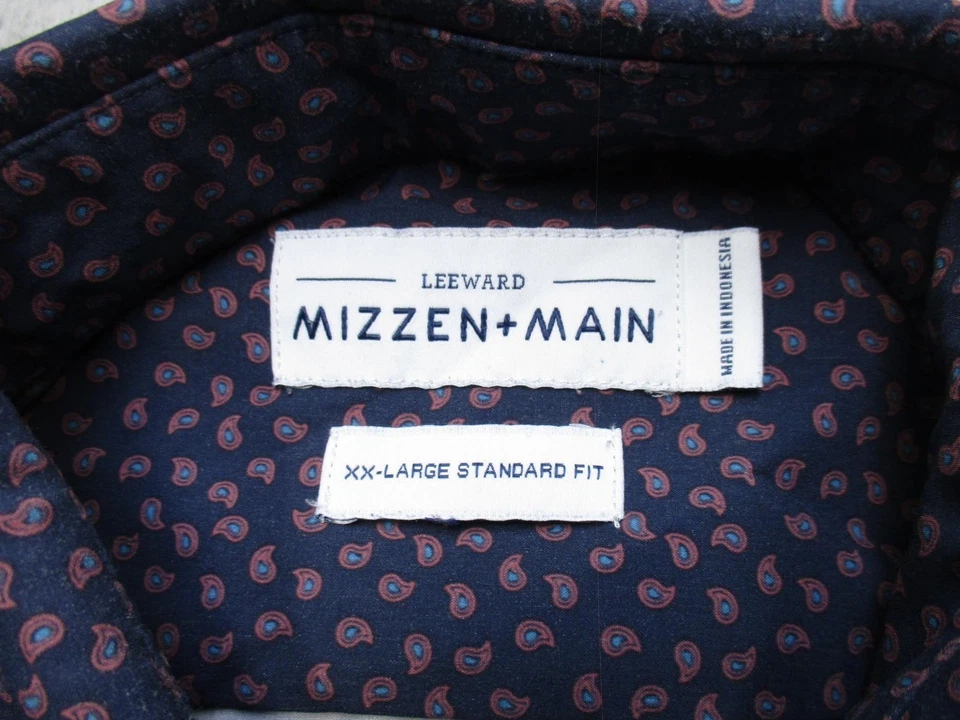 LEEWARD
MIZZEN+MAIN
MADE IN INDONESIA
XX-LARGE STANDARD FIT